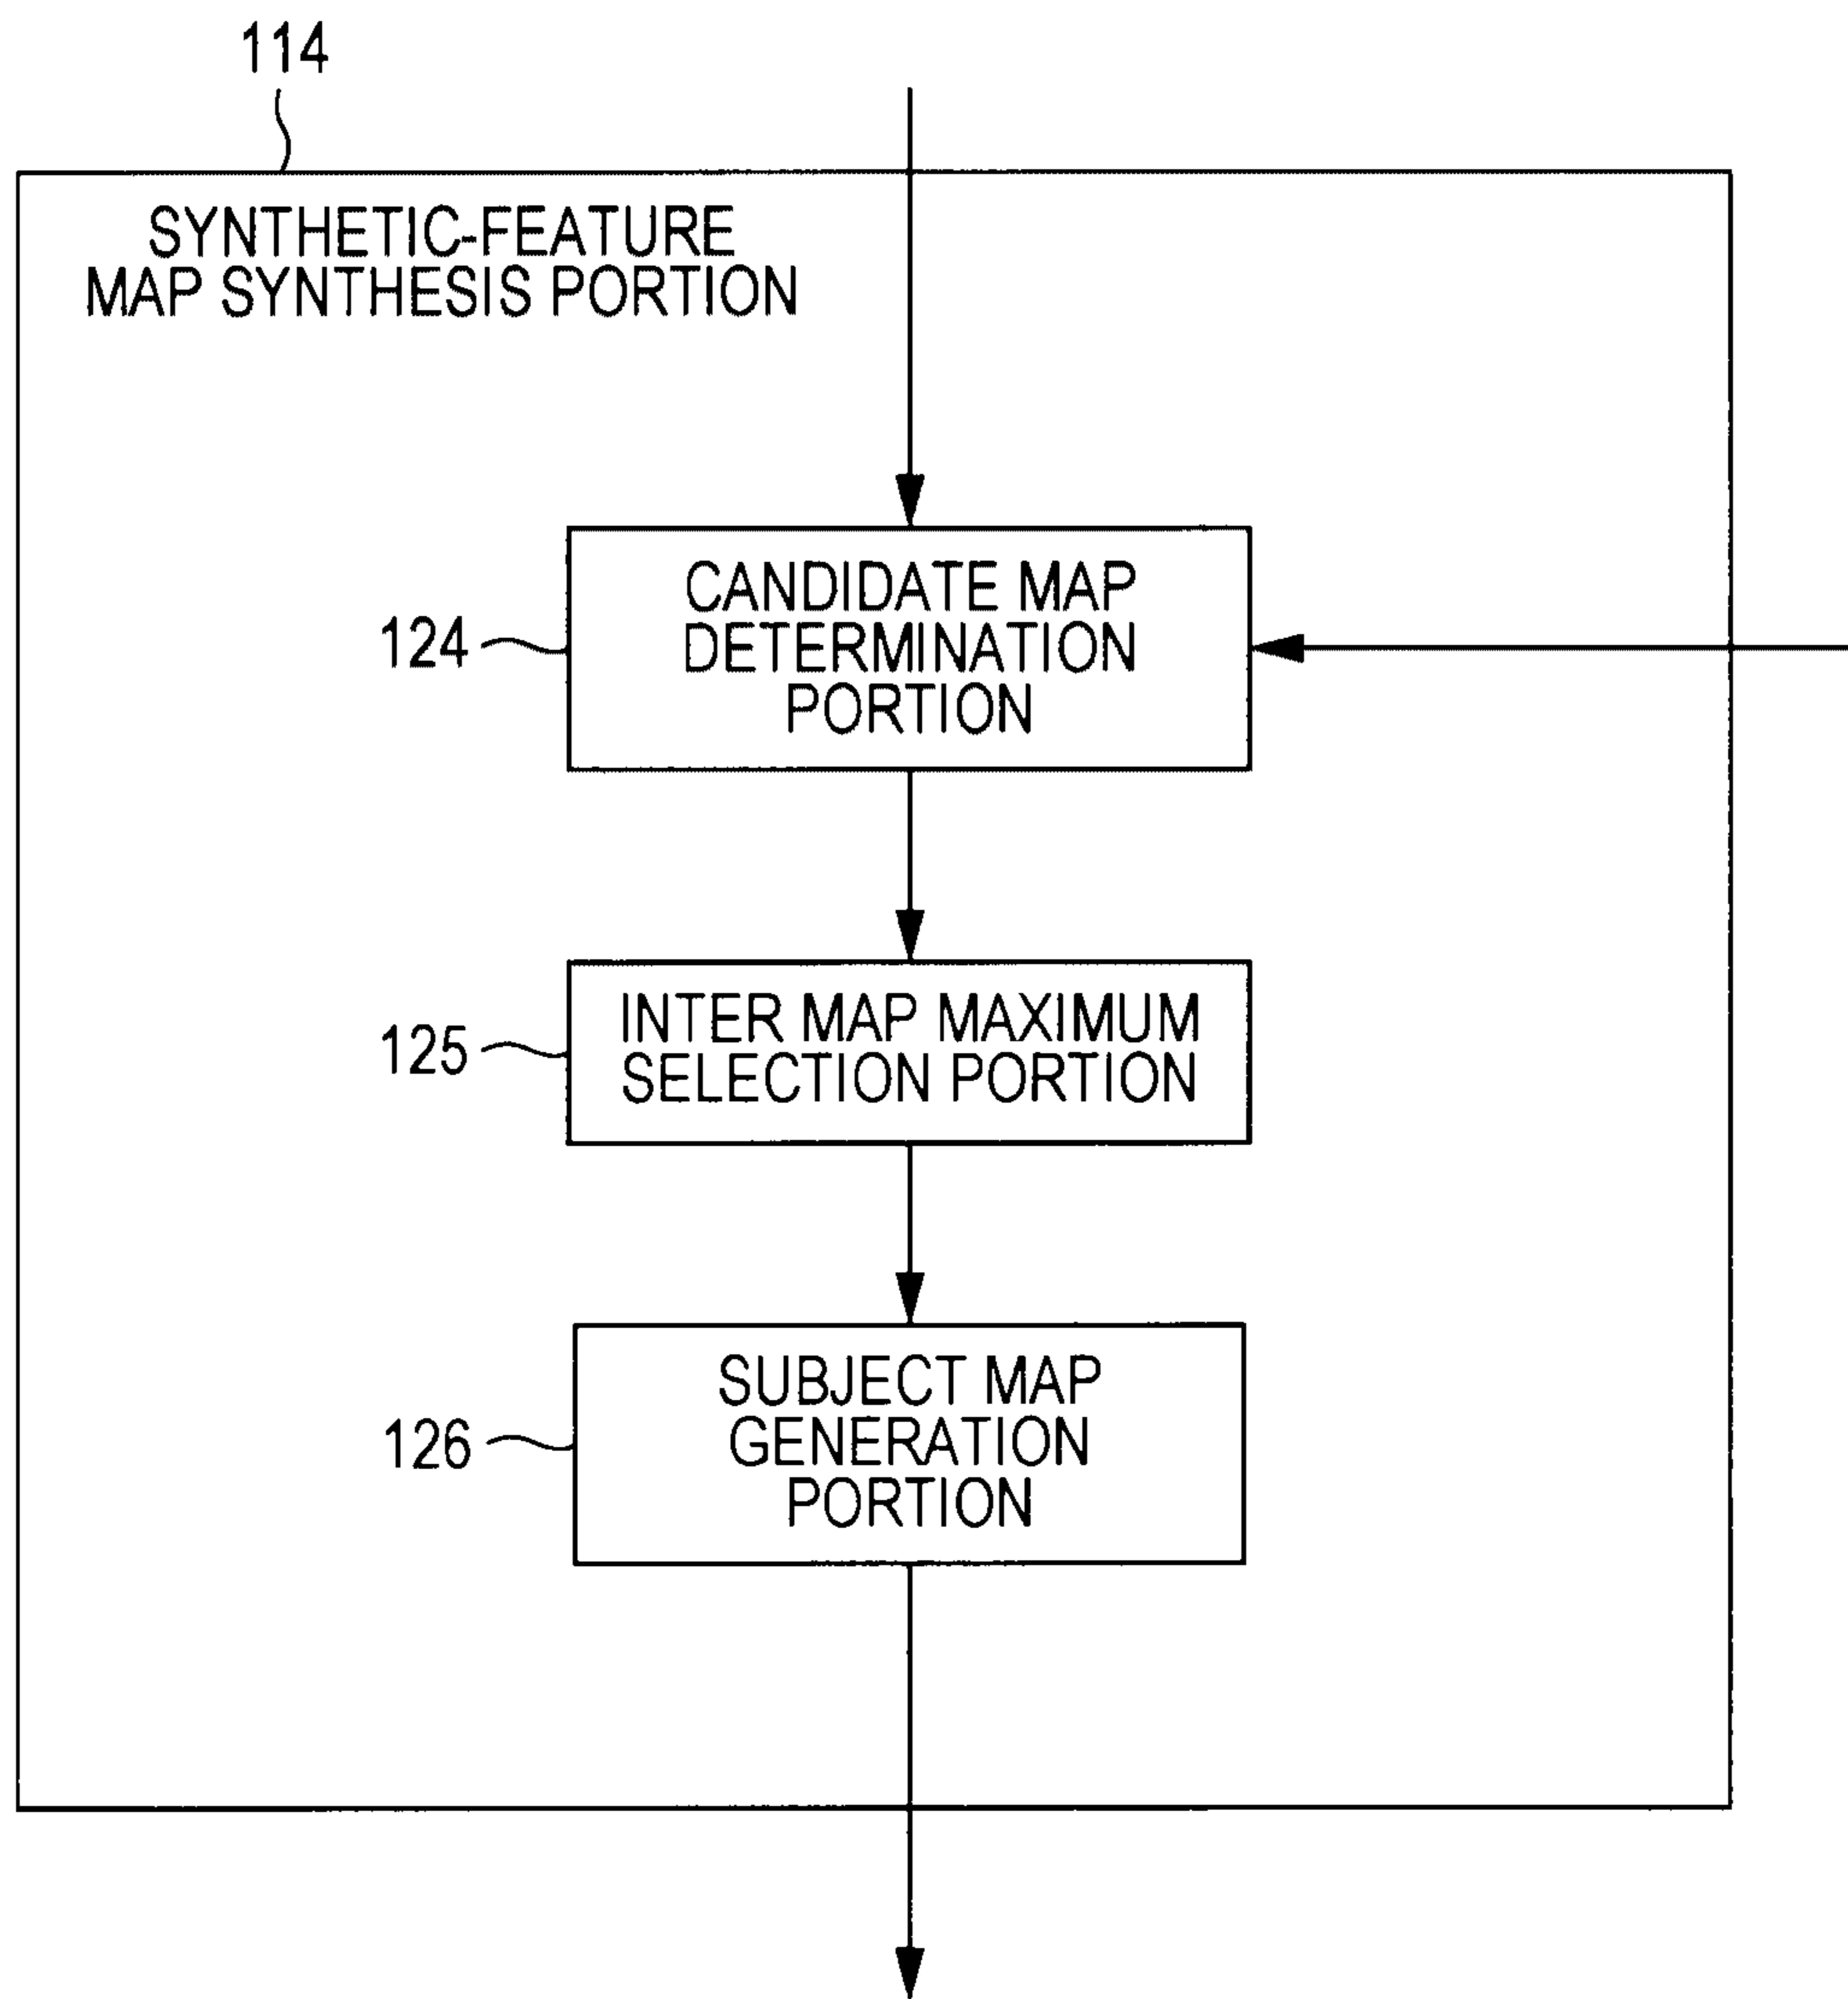 114
SYNTHETIC-FEATURE
MAP SYNTHESIS PORTION
124
CANDIDATE MAP
DETERMINATION
PORTION
125
INTER MAP MAXIMUM
SELECTION PORTION
126
SUBJECT MAP
GENERATION
PORTION